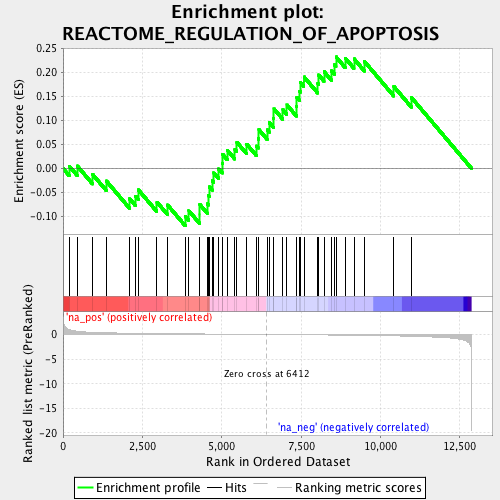 Enrichment plot:
REACTOME_REGULATION_OF_APOPTOSIS
Enrichment score (ES)
0.25
0.20
0.15
0.10
0.05
0.00
-0.05
-0.10
'na_pos' (positively correlated)
Ranked list metric (PreRanked)
0
-5
-10
-15
-20
Zero cross at 6412
'na_neg' (negatively correlated)
0
2,500
5,000
7,500
10,000
12,500
Rank in Ordered Dataset
Enrichment profile
Hits
Ranking metric scores